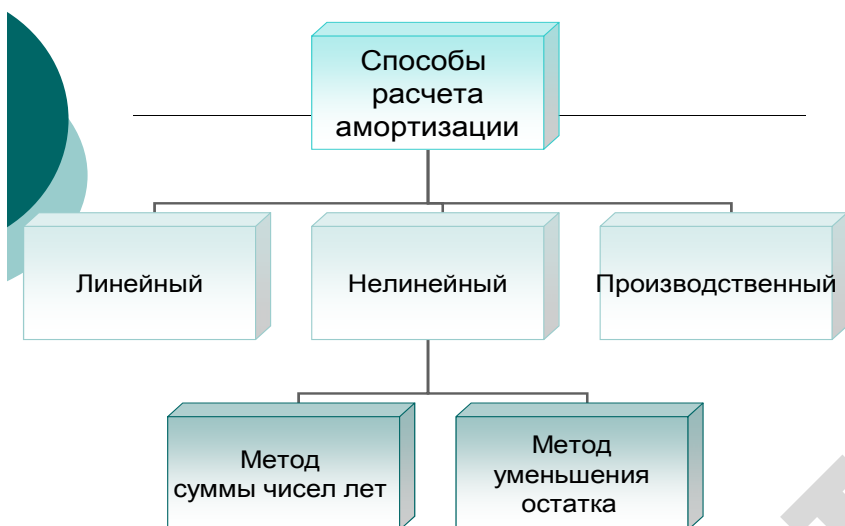 Способы
расчета
амортизации
Линейный
Нелинейный
Производственный
Метод
суммы чисел лет
Метод
уменьшения
остатка